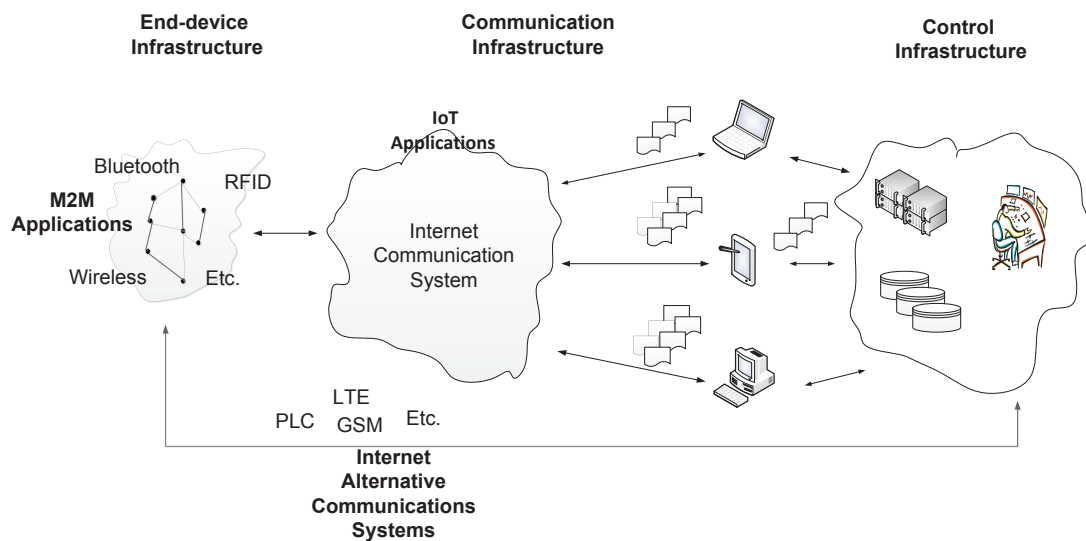 End-device
Infrastructure
Communication
Infrastructure
Control
Infrastructure
IoT
Applications
Bluetooth
RFID
M2M
Applications
Wireless
Etc.
Internet
Communication
System
LTE
PLC
GSM
Etc.
Internet
Alternative
Communications
Systems